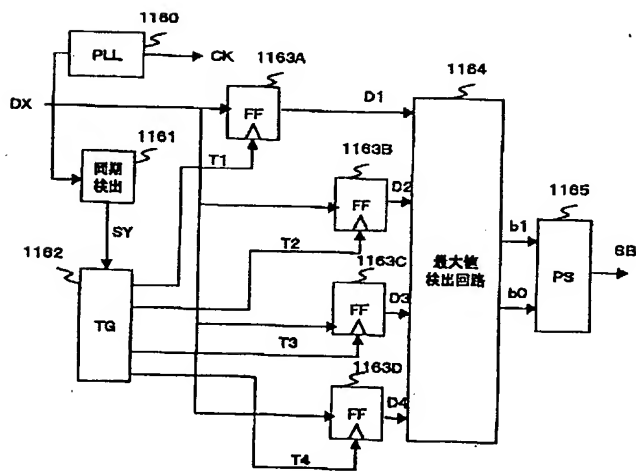 1160
PLL
CK
1163A
1164
DX
FF
D1
1161
同期
検出
T1
1163B
FF
D2
1165
SY
1162
T2
b1
SB
1163C
最大値
検出回路
PS
TG
FF
D3
b0
T3
1163D
FF
D4
T4